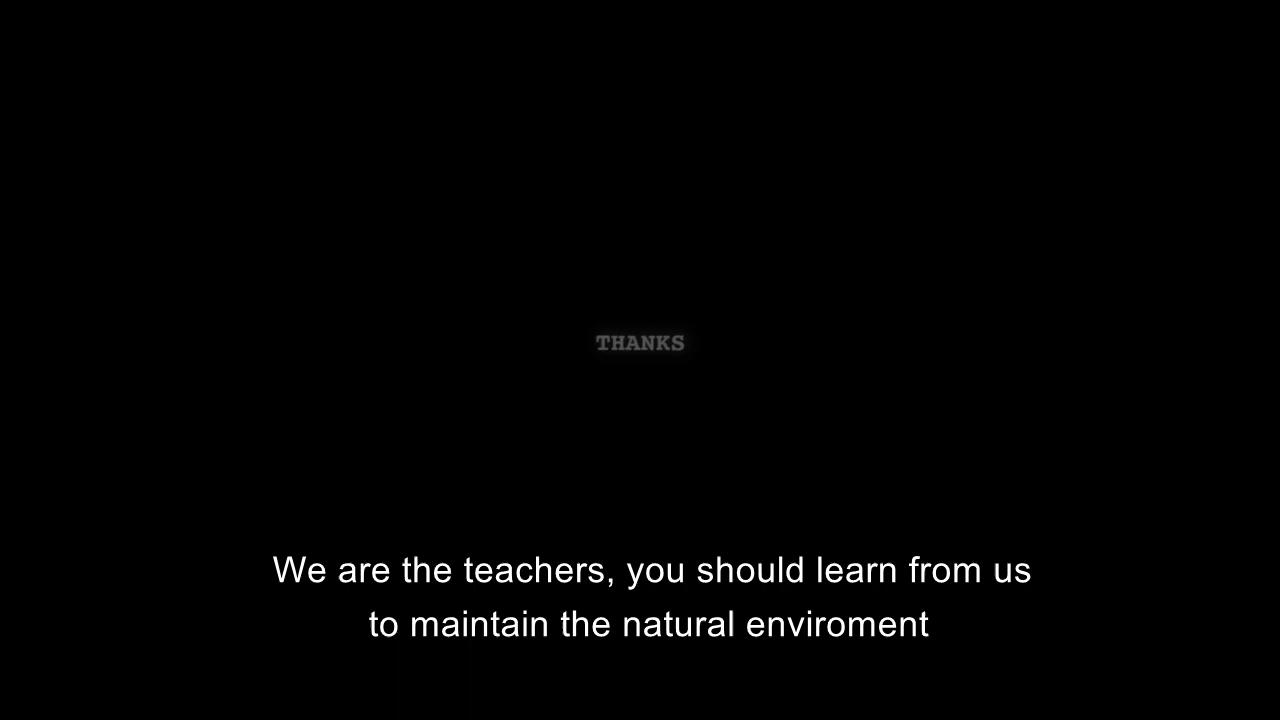 THANKS
We are the teachers, you should learn from us
to maintain the natural enviroment